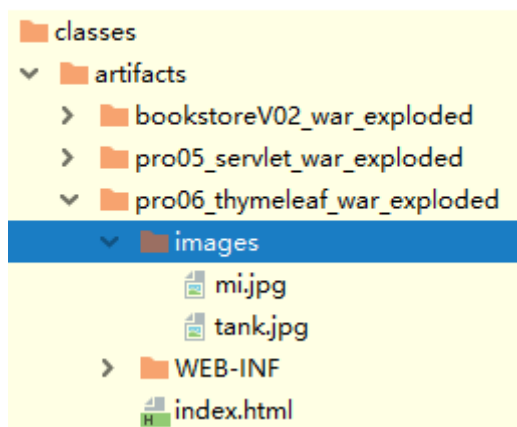 classes
artifacts
bookstoreV02_war_exploded
pro05_servlet_war_exploded
pro06_thymeleaf_war_exploded
images
mi.jpg
tank.jpg
WEB-INF
index.html